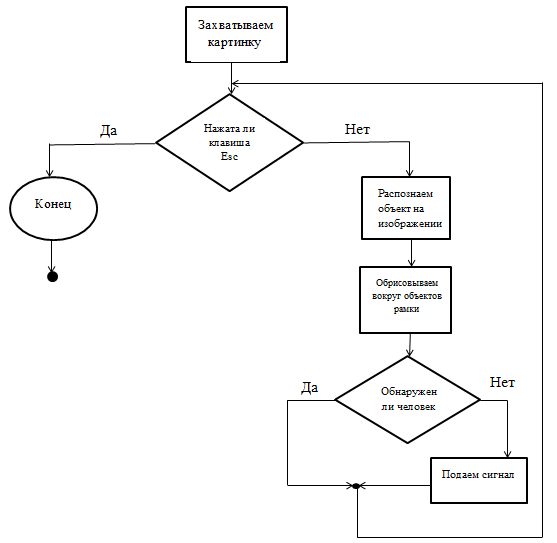 Захватываем
картинку
Да
Нажата ли
клавиша
Esc
Нет
Конец
Распознаем
объект на
изображении
Обрисовываем
вокруг объектов
рамки
Да
Обнаружен
ли человек
Нет
Подаем сигнал